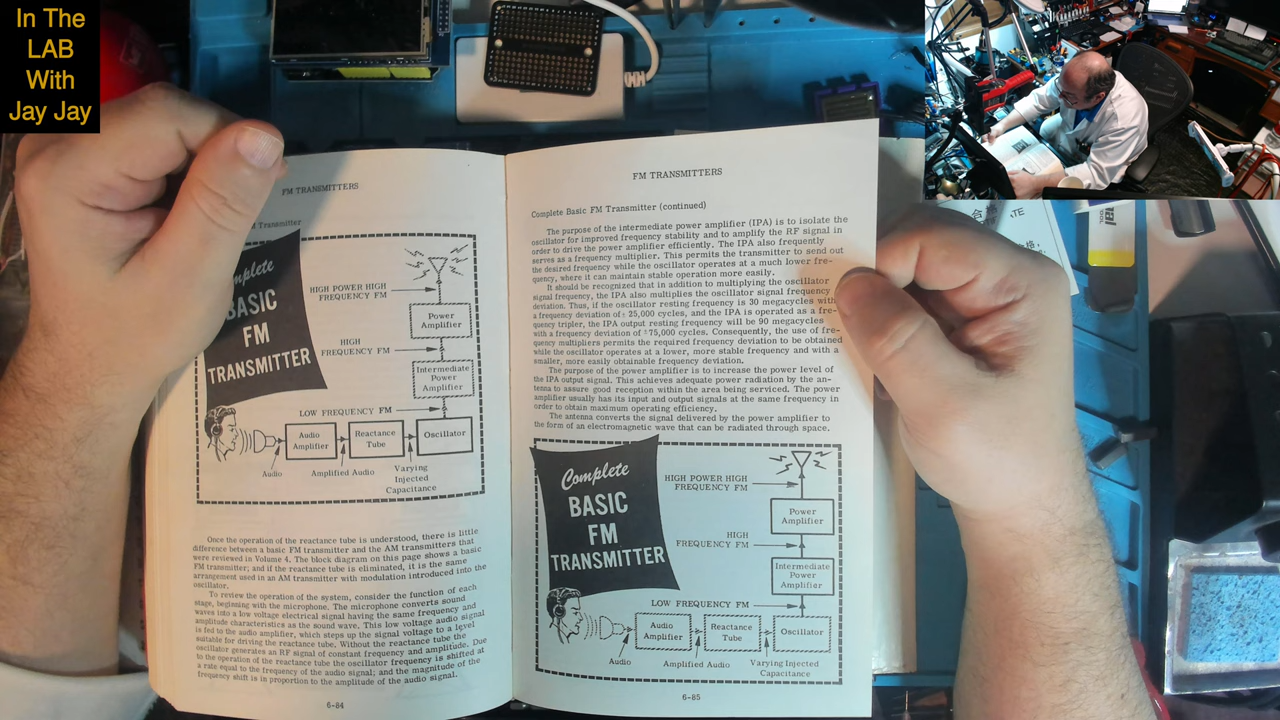 In The
LAB
With
Jay Jay
FM TRANSMITTERS
FM Transmitter
Complete
BASIC
FM
TRANSMITTER
HIGH POWER HIGH
FREQUENCY FM
Power
Amplifier
HIGH
FREQUENCY FM
Intermediate
Power
Amplifier
LOW FREQUENCY FM
Audio
Amplifier
Reactance
Tube
Oscillator
Audio
Amplified Audio
Varying
Injected
Capacitance
Once the operation of the reactance tube is understood, there is little
difference between a basic FM transmitter and the AM transmitters that
were reviewed in Volume 4. The block diagram on this page shows a basic
FM transmitter; and if the reactance tube is eliminated, it is the same
arrangement used in an AM transmitter with modulation introduced into the
oscillator.
To review the operation of the system, consider the function of each
stage, beginning with the microphone. The microphone converts sound
waves into a low voltage electrical signal having the same frequency and
amplitude characteristics as the sound wave. This low voltage audio signal
is fed to the audio amplifier, which steps up the signal voltage to a level
suitable for driving the reactance tube. Without the reactance tube the
oscillator generates an RF signal of constant frequency and amplitude. Due
to the operation of the reactance tube the oscillator frequency is shifted at
a rate equal to the frequency of the audio signal; and the magnitude of the
frequency shift is in proportion to the amplitude of the audio signal.
6-84
FM TRANSMITTERS
Complete Basic FM Transmitter (continued)
The purpose of the intermediate power amplifier (IPA) is to isolate the
oscillator for improved frequency stability and to amplify the RF signal in
order to drive the power amplifier efficiently. The IPA also frequently
serves as a frequency multiplier. This permits the transmitter to send out
the desired frequency while the oscillator operates at a much lower fre-
quency, where it can maintain stable operation more easily.
It should be recognized that in addition to multiplying the oscillator
signal frequency, the IPA also multiplies the oscillator signal frequency
deviation. Thus, if the oscillator resting frequency is 30 megacycles with
a frequency deviation of ± 25,000 cycles, and the IPA is operated as a fre-
quency tripler, the IPA output resting frequency will be 90 megacycles
with a frequency deviation of ±75,000 cycles. Consequently, the use of fre-
quency multipliers permits the required frequency deviation to be obtained
while the oscillator operates at a lower, more stable frequency and with a
smaller, more easily obtainable frequency deviation.
The purpose of the power amplifier is to increase the power level of
the IPA output signal. This achieves adequate power radiation by the an-
tenna to assure good reception within the area being serviced. The power
amplifier usually has its input and output signals at the same frequency in
order to obtain maximum operating efficiency.
The antenna converts the signal delivered by the power amplifier to
the form of an electromagnetic wave that can be radiated through space.
Complete
BASIC
FM
TRANSMITTER
HIGH POWER HIGH
FREQUENCY FM
Power
Amplifier
HIGH
FREQUENCY FM
Intermediate
Power
Amplifier
LOW FREQUENCY FM
Audio
Amplifier
Reactance
Tube
Oscillator
Audio
Amplified Audio
Varying Injected
Capacitance
6-85